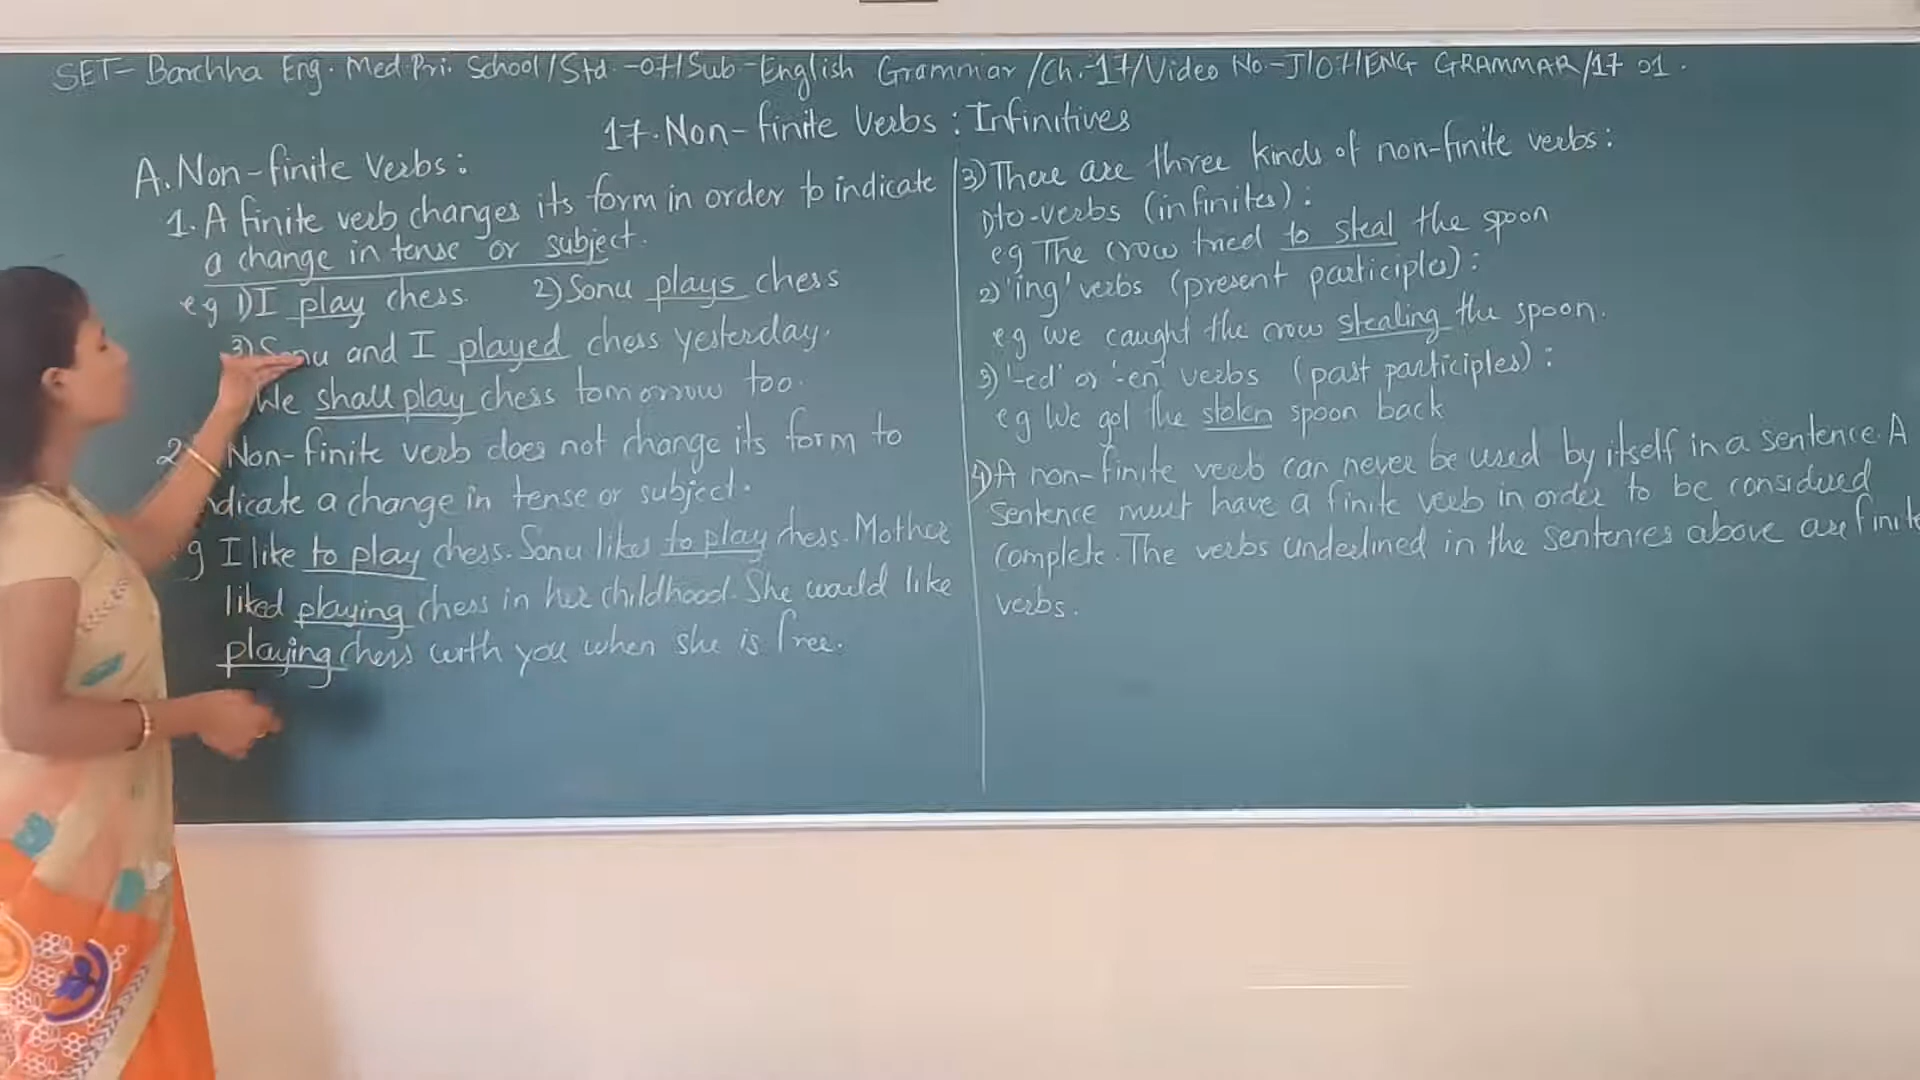 SET- Barchha Eng. Med. Pri. School/Std.-07/Sub.-English Grammar /Ch.-17/Video No.-J/07/ENG GRAMMAR/17 01.
17. Non-finite Verbs : Infinitives
A. Non-finite Verbs :
1. A finite verb changes its form in order to indicate
a change in tense or subject.
eg 1) I play chess. 2) Sonu plays chess
3) Sonu and I played chess yesterday.
We shall play chess tomorrow too.
2 Non-finite verb does not change its form to
dicate a change in tense or subject.
g I like to play chess. Sonu likes to play chess. Mother
liked playing chess in her childhood. She would like
playing chess with you when she is free.
3) There are three kinds of non-finite verbs :
1) to-verbs (infinites) :
eg The crow tried to steal the spoon
2) 'ing' verbs (present participles) :
eg We caught the crow stealing the spoon.
3) '-ed' or '-en' verbs (past participles) :
eg We got the stolen spoon back
4) A non-finite verb can never be used by itself in a sentence. A
sentence must have a finite verb in order to be considered
complete. The verbs underlined in the sentences above are finite
verbs.